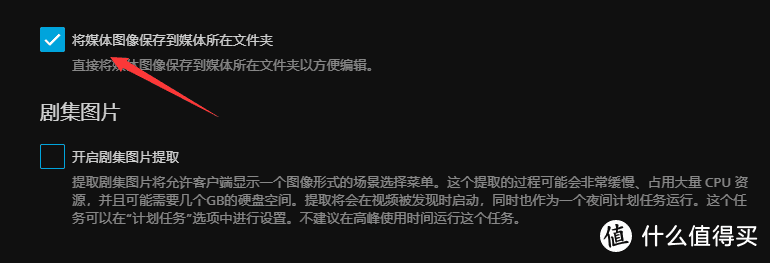 将媒体图像保存到媒体所在文件夹
直接将媒体图像保存到媒体所在文件夹以方便编辑。
剧集图片
开启剧集图片提取
提取剧集图片将允许客户端显示一个图像形式的场景选择菜单。这个提取的过程可能会非常缓慢、占用大量 CPU 资
源，并且可能需要几个GB的硬盘空间。提取将会在视频被发现时启动，同时也作为一个夜间计划任务运行。这个任
务可以在“计划任务”选项中进行设置。不建议在高峰使用时间运行这个任务。
值 什么值得买